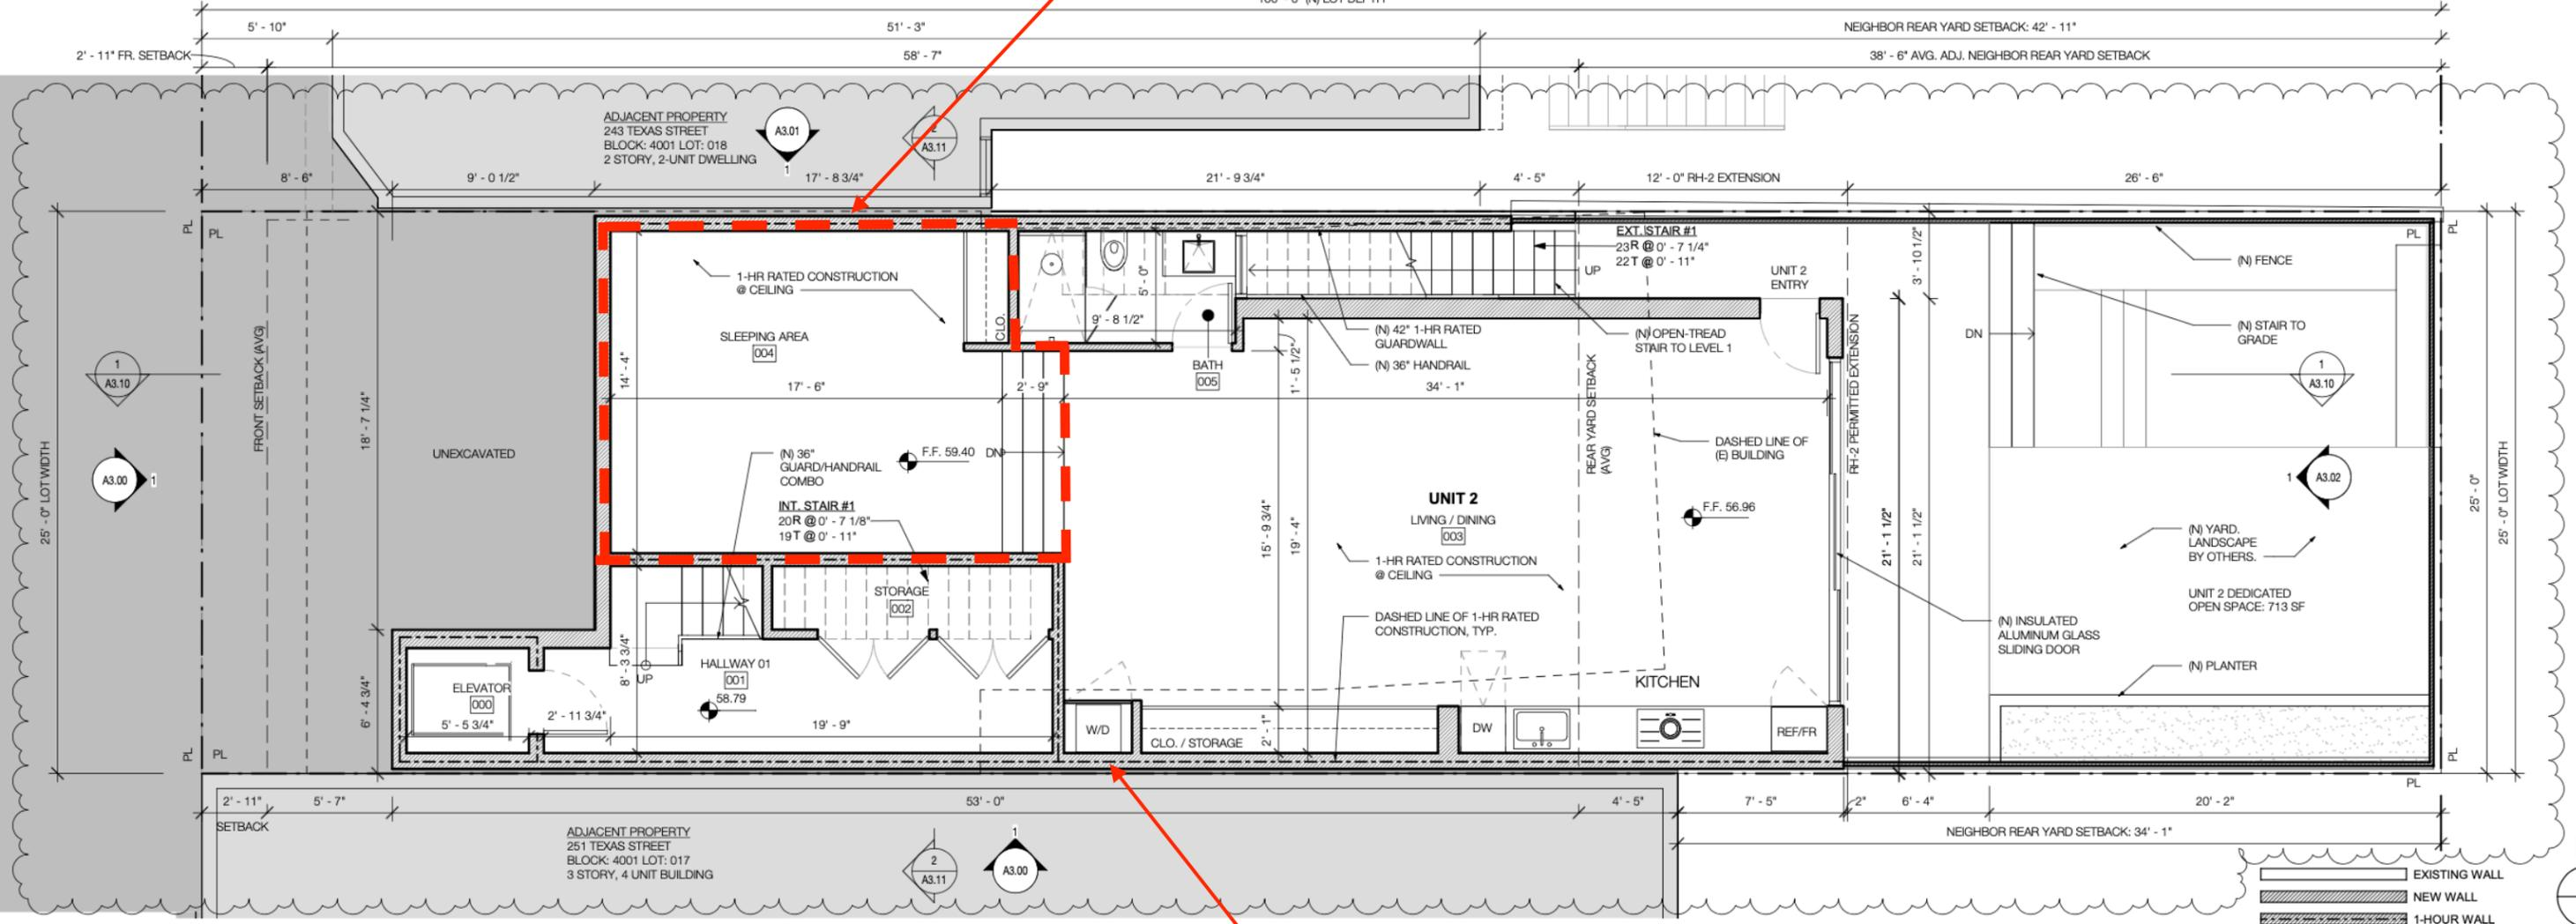 5' - 10"
51' - 3"
NEIGHBOR REAR YARD SETBACK: 42' - 11"
2' - 11" FR. SETBACK
58' - 7"
38' - 6" AVG. ADJ. NEIGHBOR REAR YARD SETBACK
ADJACENT PROPERTY
243 TEXAS STREET
BLOCK: 4001 LOT: 018
2 STORY, 2-UNIT DWELLING
A3.01
1
A3.11
8' - 6"
9' - 0 1/2"
17' - 8 3/4"
21' - 9 3/4"
4' - 5"
12' - 0" RH-2 EXTENSION
26' - 6"
PL
PL
PL
PL
EXT. STAIR #1
23R @ 0' - 7 1/4"
22T @ 0' - 11"
UP
UNIT 2
ENTRY
3' - 10 1/2"
(N) FENCE
1-HR RATED CONSTRUCTION
@ CEILING
CLO.
5' - 0"
9' - 8 1/2"
SLEEPING AREA
004
14' - 4"
(N) 42" 1-HR RATED
GUARDWALL
(N) 36" HANDRAIL
(N) OPEN-TREAD
STAIR TO LEVEL 1
DN
(N) STAIR TO
GRADE
1
A3.10
1
A3.10
FRONT SETBACK (AVG)
18' - 7 1/4"
17' - 6"
2' - 9"
BATH
005
1' - 5 1/2"
34' - 1"
REAR YARD SETBACK
(AVG)
RH-2 PERMITTED EXTENSION
UNEXCAVATED
25' - 0" LOT WIDTH
A3.00
1
(N) 36"
GUARD/HANDRAIL
COMBO
F.F. 59.40
DN
INT. STAIR #1
20R @ 0' - 7 1/8"
19T @ 0' - 11"
DASHED LINE OF
(E) BUILDING
UNIT 2
LIVING / DINING
003
F.F. 56.96
15' - 9 3/4"
19' - 4"
21' - 1 1/2"
21' - 1 1/2"
1
A3.02
25' - 0"
25' - 0" LOT WIDTH
(N) YARD.
LANDSCAPE
BY OTHERS.
1-HR RATED CONSTRUCTION
@ CEILING
STORAGE
002
UNIT 2 DEDICATED
OPEN SPACE: 713 SF
DASHED LINE OF 1-HR RATED
CONSTRUCTION, TYP.
(N) INSULATED
ALUMINUM GLASS
SLIDING DOOR
8' - 3 3/4"
UP
HALLWAY 01
001
58.79
ELEVATOR
000
5' - 5 3/4"
2' - 11 3/4"
19' - 9"
6' - 4 3/4"
KITCHEN
(N) PLANTER
W/D
CLO. / STORAGE
2' - 1"
DW
REF/FR
PL
PL
PL
PL
2' - 11"
SETBACK
5' - 7"
53' - 0"
4' - 5"
7' - 5"
2"
6' - 4"
20' - 2"
NEIGHBOR REAR YARD SETBACK: 34' - 1"
ADJACENT PROPERTY
251 TEXAS STREET
BLOCK: 4001 LOT: 017
3 STORY, 4 UNIT BUILDING
2
A3.11
1
A3.00
EXISTING WALL
NEW WALL
1-HOUR WALL